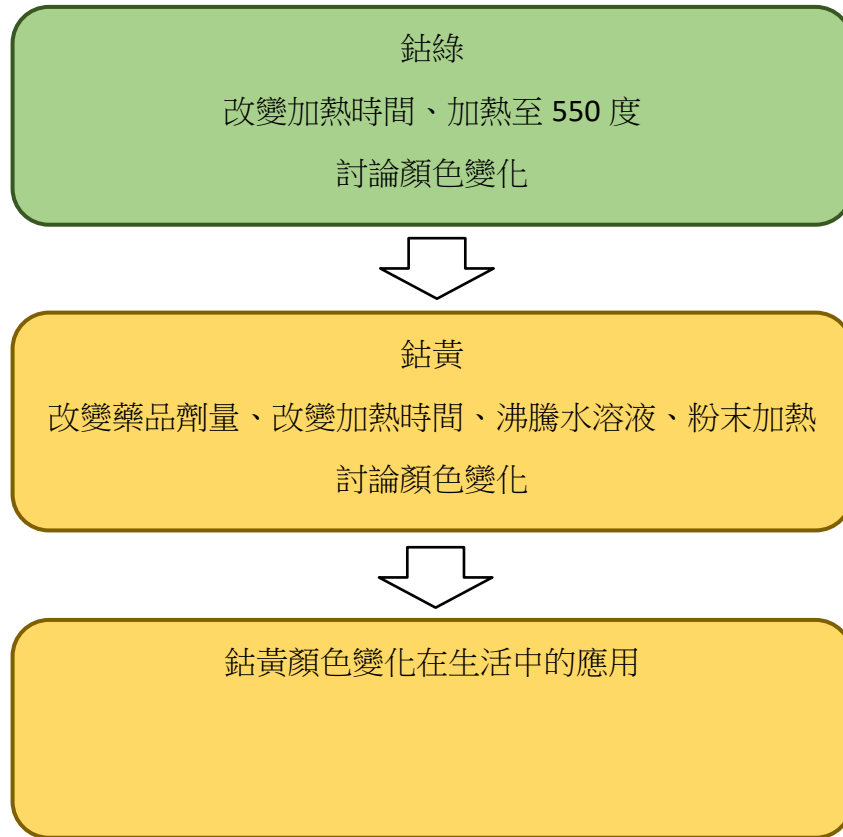 鈷綠
改變加熱時間、加熱至 550 度
討論顏色變化
鈷黃
改變藥品劑量、改變加熱時間、沸騰水溶液、粉末加熱
討論顏色變化
鈷黃顏色變化在生活中的應用